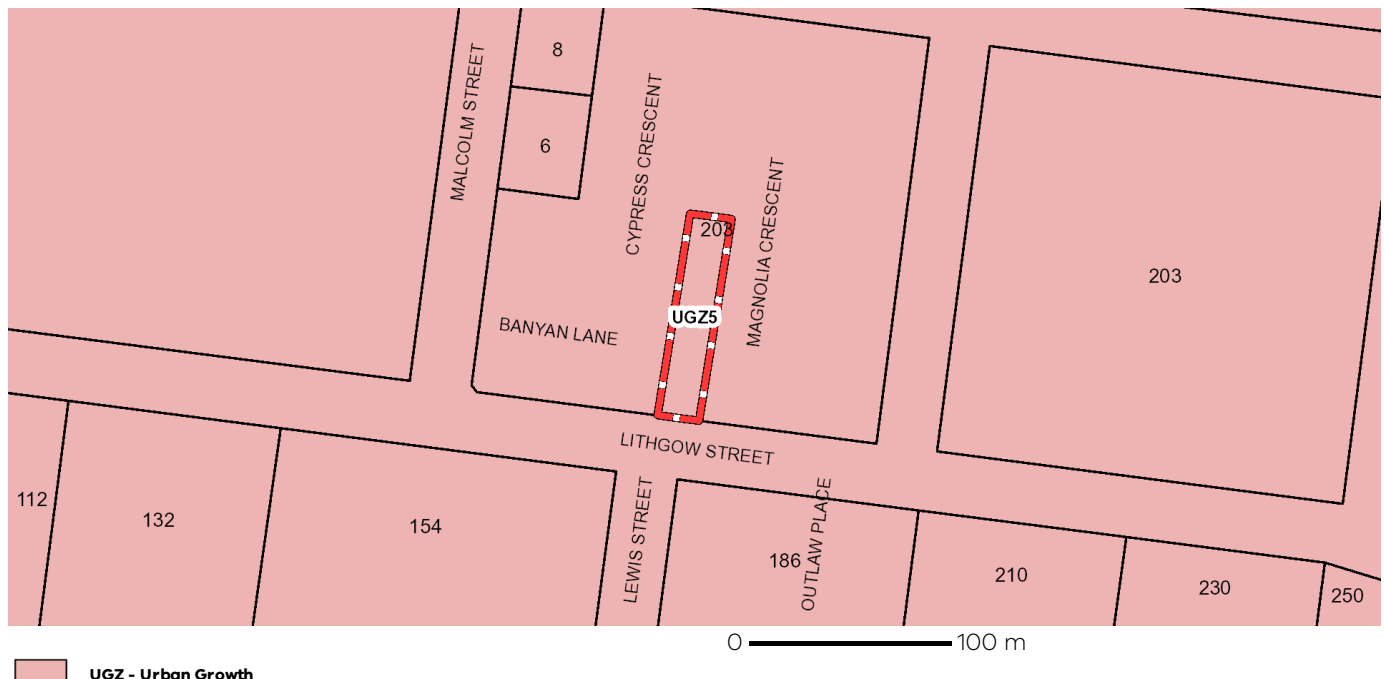 8
MALCOLM STREET
6
CYPRESS CRESCENT
MAGNOLIA CRESCENT
203
203
UGZ5
BANYAN LANE
LITHGOW STREET
112
132
154
LEWIS STREET
186
OUTLAW PLACE
210
230
250
0 100 m
UGZ - Urban Growth